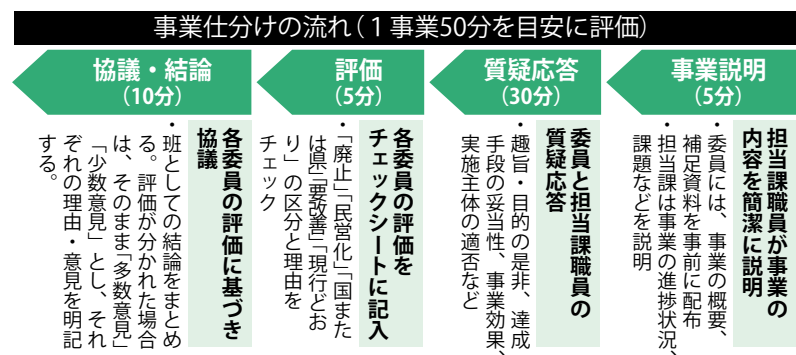 事業仕分けの流れ（１事業50分を目安に評価）
事業説明
（5分）
担当課職員が事業の
内容を簡潔に説明
・委員には、事業の概要、
補足資料を事前に配布
・担当課は事業の進捗状況、
課題などを説明
質疑応答
（30分）
委員と担当課職員の
質疑応答
・趣旨・目的の是非、達成
手段の妥当性、事業効果、
実施主体の適否など
評価
（5分）
各委員の評価を
チェックシートに記入
・「廃止」「民営化」「国また
は県」「要改善」「現行どお
り」の区分と理由を
チェック
協議・結論
（10分）
各委員の評価に基づき
協議
・班としての結論をまとめ
る。評価が分かれた場合
は、そのまま「多数意見」
「少数意見」とし、それ
ぞれの理由・意見を明記
する。